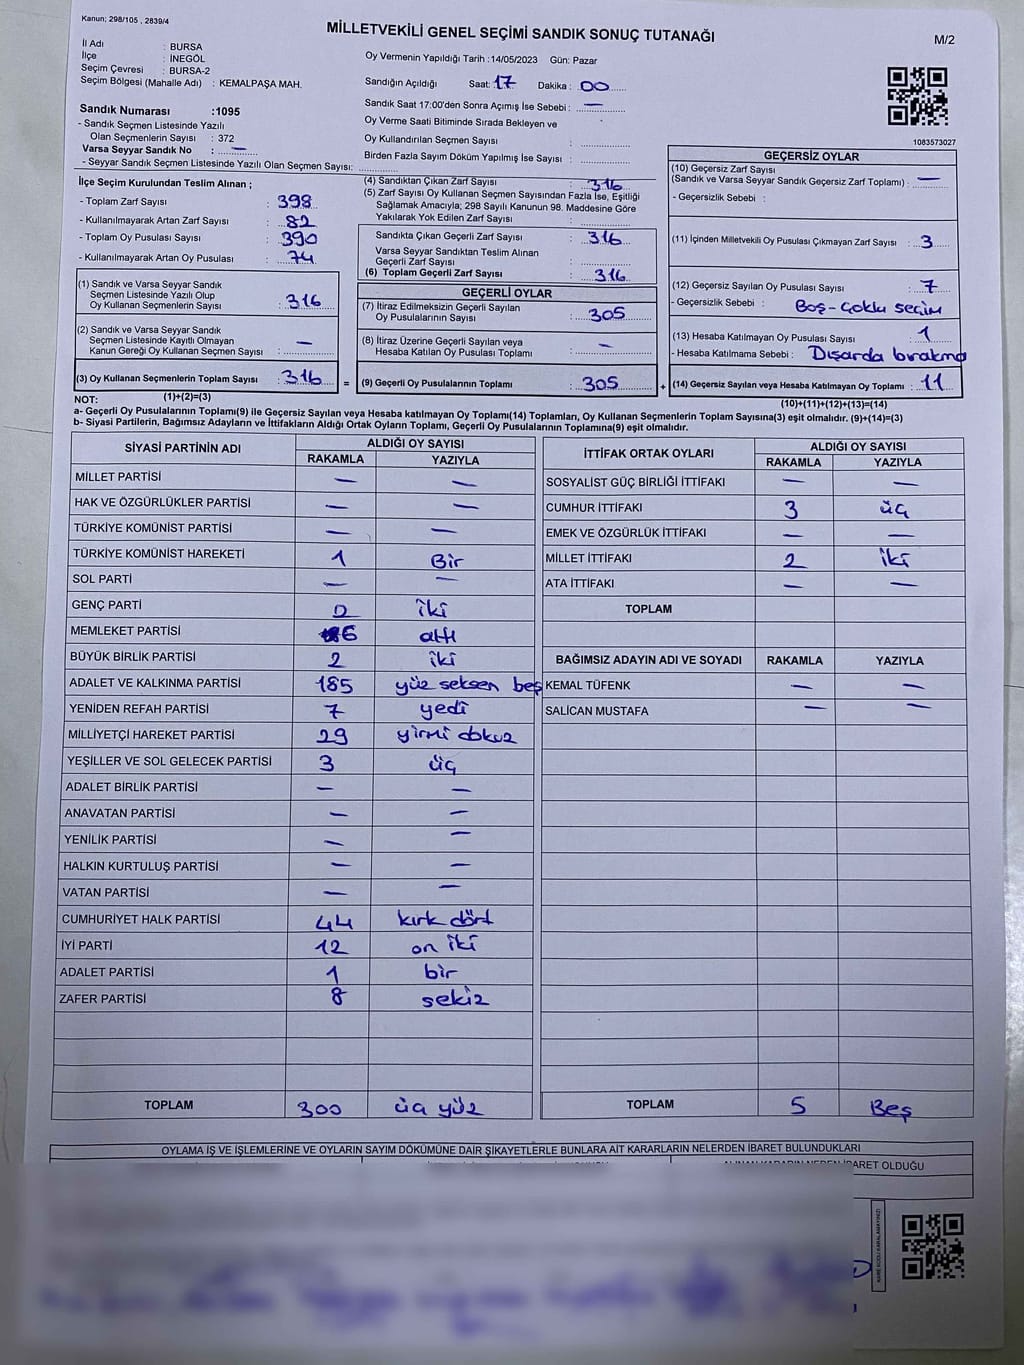 Kanun; 298/105 , 2839/4
MİLLETVEKİLİ GENEL SEÇİMİ SANDIK SONUÇ TUTANAĞI
M/2
İl Adı : BURSA
İlçe : İNEGÖL
Seçim Çevresi : BURSA-2
Seçim Bölgesi (Mahalle Adı) : KEMALPAŞA MAH.
Oy Vermenin Yapıldığı Tarih :14/05/2023 Gün: Pazar
Sandığın Açıldığı Saat: 17 Dakika : 00
Sandık Saat 17:00'den Sonra Açımış İse Sebebi : —
Oy Verme Saati Bitiminde Sırada Bekleyen ve
Oy Kullandırılan Seçmen Sayısı :
Birden Fazla Sayım Döküm Yapılmış İse Sayısı :
1083573027
Sandık Numarası :1095
- Sandık Seçmen Listesinde Yazılı
Olan Seçmenlerin Sayısı : 372
Varsa Seyyar Sandık No : —
- Seyyar Sandık Seçmen Listesinde Yazılı Olan Seçmen Sayısı:
İlçe Seçim Kurulundan Teslim Alınan ;
- Toplam Zarf Sayısı : 398
- Kullanılmayarak Artan Zarf Sayısı : 82
- Toplam Oy Pusulası Sayısı : 390
- Kullanılmayarak Artan Oy Pusulası : 74
(1) Sandık ve Varsa Seyyar Sandık
Seçmen Listesinde Yazılı Olup
Oy Kullanan Seçmenlerin Sayısı : 316
(2) Sandık ve Varsa Seyyar Sandık
Seçmen Listesinde Kayıtlı Olmayan
Kanun Gereği Oy Kullanan Seçmen Sayısı : —
(3) Oy Kullanan Seçmenlerin Toplam Sayısı : 316
(1)+(2)=(3)
(4) Sandıktan Çıkan Zarf Sayısı : 316
(5) Zarf Sayısı Oy Kullanan Seçmen Sayısından Fazla İse, Eşitliği
Sağlamak Amacıyla; 298 Sayılı Kanunun 98. Maddesine Göre
Yakılarak Yok Edilen Zarf Sayısı :
Sandıkta Çıkan Geçerli Zarf Sayısı : 316
Varsa Seyyar Sandıktan Teslim Alınan
Geçerli Zarf Sayısı :
(6) Toplam Geçerli Zarf Sayısı : 316
GEÇERLİ OYLAR
(7) İtiraz Edilmeksizin Geçerli Sayılan
Oy Pusulalarının Sayısı : 305
(8) İtiraz Üzerine Geçerli Sayılan veya
Hesaba Katılan Oy Pusulası Toplamı : —
= (9) Geçerli Oy Pusulalarının Toplamı : 305 +
GEÇERSİZ OYLAR
(10) Geçersiz Zarf Sayısı
(Sandık ve Varsa Seyyar Sandık Geçersiz Zarf Toplamı) : —
- Geçersizlik Sebebi :
(11) İçinden Milletvekili Oy Pusulası Çıkmayan Zarf Sayısı : 3
(12) Geçersiz Sayılan Oy Pusulası Sayısı : 7
- Geçersizlik Sebebi : Boş - Çoklu seçim
(13) Hesaba Katılmayan Oy Pusulası Sayısı : 1
- Hesaba Katılmama Sebebi : Dışarda bırakma
(14) Geçersiz Sayılan veya Hesaba Katılmayan Oy Toplamı : 11
(10)+(11)+(12)+(13)=(14)
NOT:
a- Geçerli Oy Pusulalarının Toplamı(9) ile Geçersiz Sayılan veya Hesaba katılmayan Oy Toplamı(14) Toplamları, Oy Kullanan Seçmenlerin Toplam Sayısına(3) eşit olmalıdır. (9)+(14)=(3)
b- Siyasi Partilerin, Bağımsız Adayların ve İttifakların Aldığı Ortak Oyların Toplamı, Geçerli Oy Pusulalarının Toplamına(9) eşit olmalıdır.
SİYASİ PARTİNİN ADI ALDIĞI OY SAYISI
RAKAMLA YAZIYLA
MİLLET PARTİSİ — —
HAK VE ÖZGÜRLÜKLER PARTİSİ — —
TÜRKİYE KOMÜNİST PARTİSİ — —
TÜRKİYE KOMÜNİST HAREKETİ 1 Bir
SOL PARTİ — —
GENÇ PARTİ 2 iki
MEMLEKET PARTİSİ 6 altı
BÜYÜK BİRLİK PARTİSİ 2 iki
ADALET VE KALKINMA PARTİSİ 185 yüz seksen beş
YENİDEN REFAH PARTİSİ 7 yedi
MİLLİYETÇİ HAREKET PARTİSİ 29 yirmi dokuz
YEŞİLLER VE SOL GELECEK PARTİSİ 3 üç
ADALET BİRLİK PARTİSİ — —
ANAVATAN PARTİSİ — —
YENİLİK PARTİSİ — —
HALKIN KURTULUŞ PARTİSİ — —
VATAN PARTİSİ — —
CUMHURİYET HALK PARTİSİ 44 kırk dört
İYİ PARTİ 12 on iki
ADALET PARTİSİ 1 bir
ZAFER PARTİSİ 8 sekiz
TOPLAM 300 üç yüz
İTTİFAK ORTAK OYLARI ALDIĞI OY SAYISI
RAKAMLA YAZIYLA
SOSYALİST GÜÇ BİRLİĞİ İTTİFAKI — —
CUMHUR İTTİFAKI 3 üç
EMEK VE ÖZGÜRLÜK İTTİFAKI — —
MİLLET İTTİFAKI 2 iki
ATA İTTİFAKI — —
TOPLAM
BAĞIMSIZ ADAYIN ADI VE SOYADI RAKAMLA YAZIYLA
KEMAL TÜFENK — —
SALİCAN MUSTAFA — —
TOPLAM 5 Beş
OYLAMA İŞ VE İŞLEMLERİNE VE OYLARIN SAYIM DÖKÜMÜNE DAİR ŞİKAYETLERLE BUNLARA AİT KARARLARIN NELERDEN İBARET BULUNDUKLARI
ALINAN KARARIN NEDEN İBARET OLDUĞU
KARE KODU KARALAMAYINIZ!